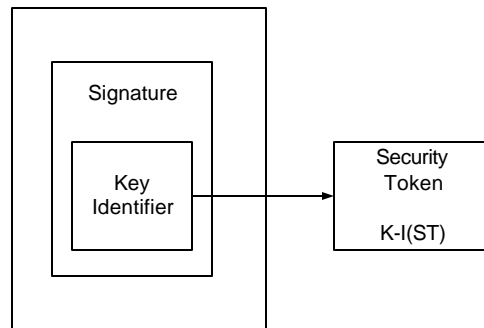 Signature
Key
Identifier
Security
Token
K-I(ST)